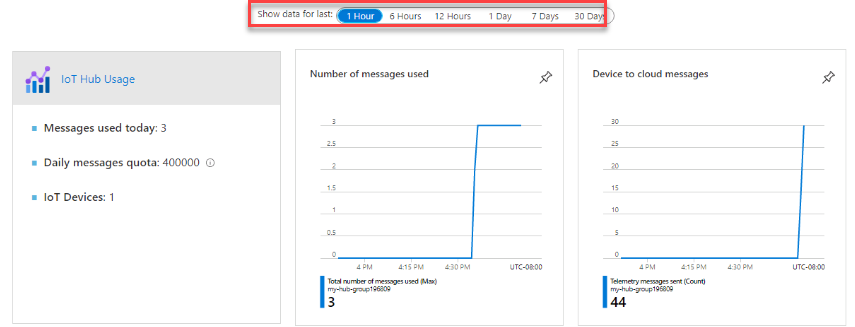 Show data for last: 1 Hour 6 Hours 12 Hours 1 Day 7 Days 30 Days
IoT Hub Usage
Messages used today: 3
Daily messages quota: 400000
IoT Devices: 1
Number of messages used
3
2.5
2
1.5
1
0.5
0
4 PM 4:15 PM 4:30 PM UTC-08:00
Total number of messages used (Max)
my-hub-group196809
3
Device to cloud messages
30
25
20
15
10
5
0
4 PM 4:15 PM 4:30 PM UTC-08:00
Telemetry messages sent (Count)
my-hub-group196809
44